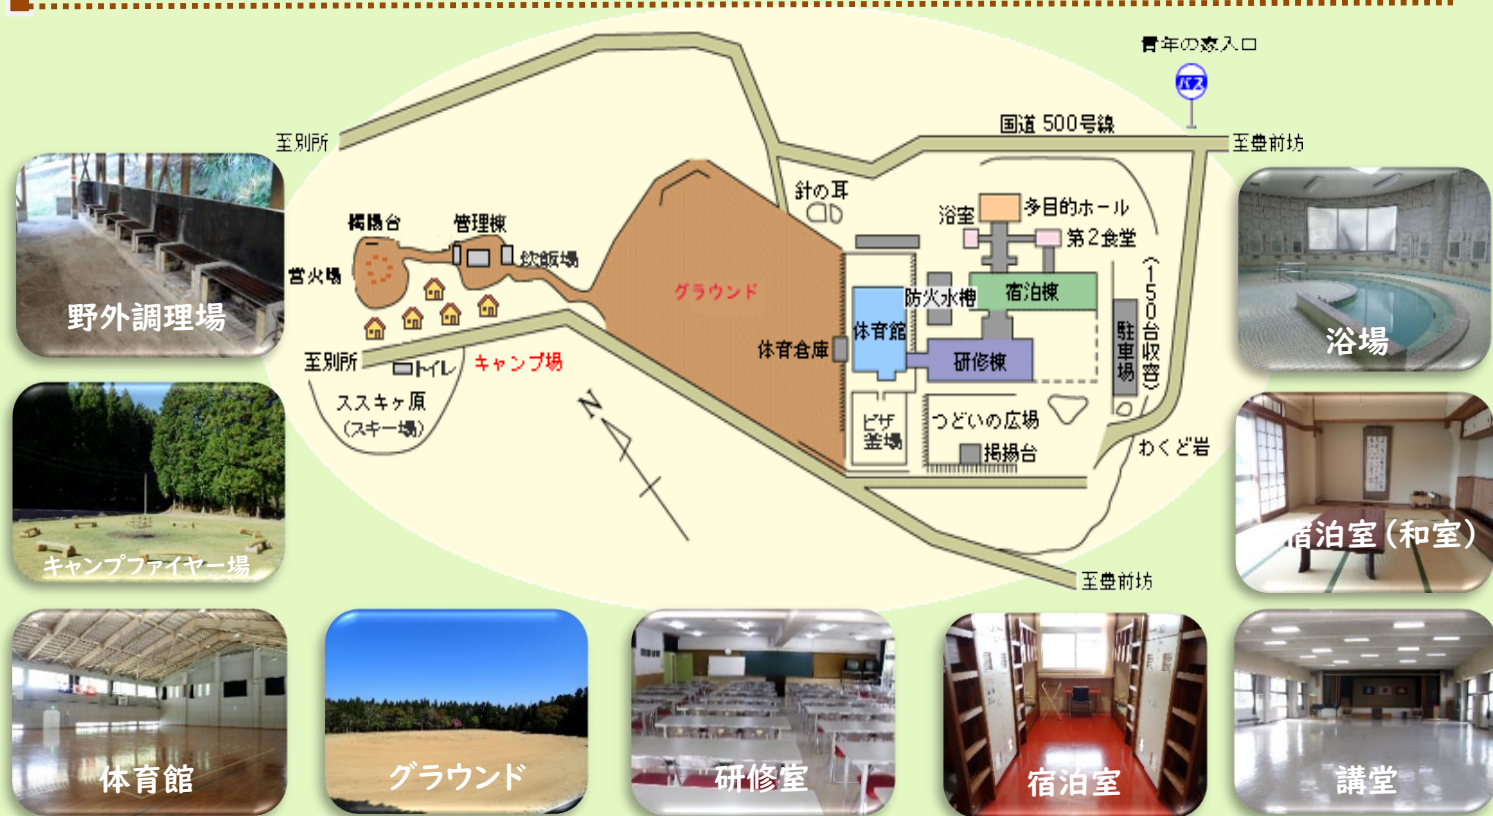 青年の家入口
バス
国道 500号線
至別所
至豊前坊
針の耳
浴室
多目的ホール
第2食堂
掲揚台
管理棟
炊飯場
営火場
グラウンド
防火水槽
宿泊棟
(150台収容)
駐車場
体育館
体育倉庫
研修棟
至別所
トイレ
キャンプ場
ススキヶ原
(スキー場)
N
ピザ
釜場
つどいの広場
掲揚台
わくど岩
至豊前坊
野外調理場
浴場
キャンプファイヤー場
宿泊室(和室)
体育館
グラウンド
研修室
宿泊室
講堂